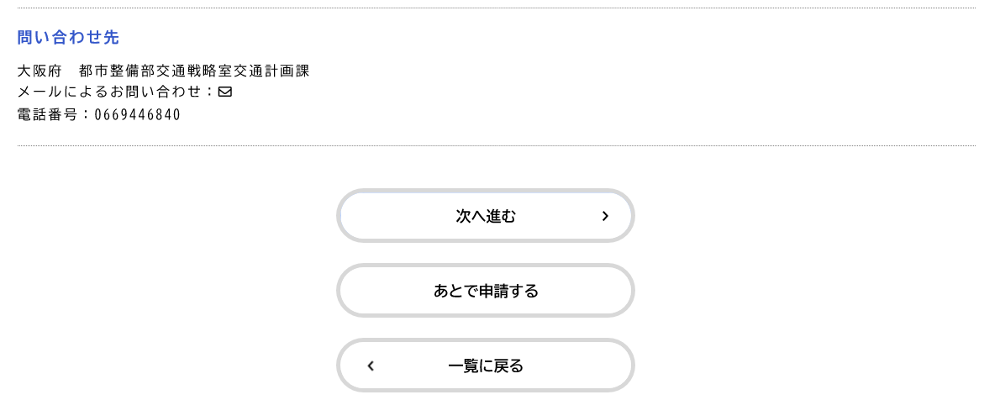 問い合わせ先
大阪府　都市整備部交通戦略室交通計画課
メールによるお問い合わせ：
電話番号：0669446840
次へ進む
あとで申請する
一覧に戻る